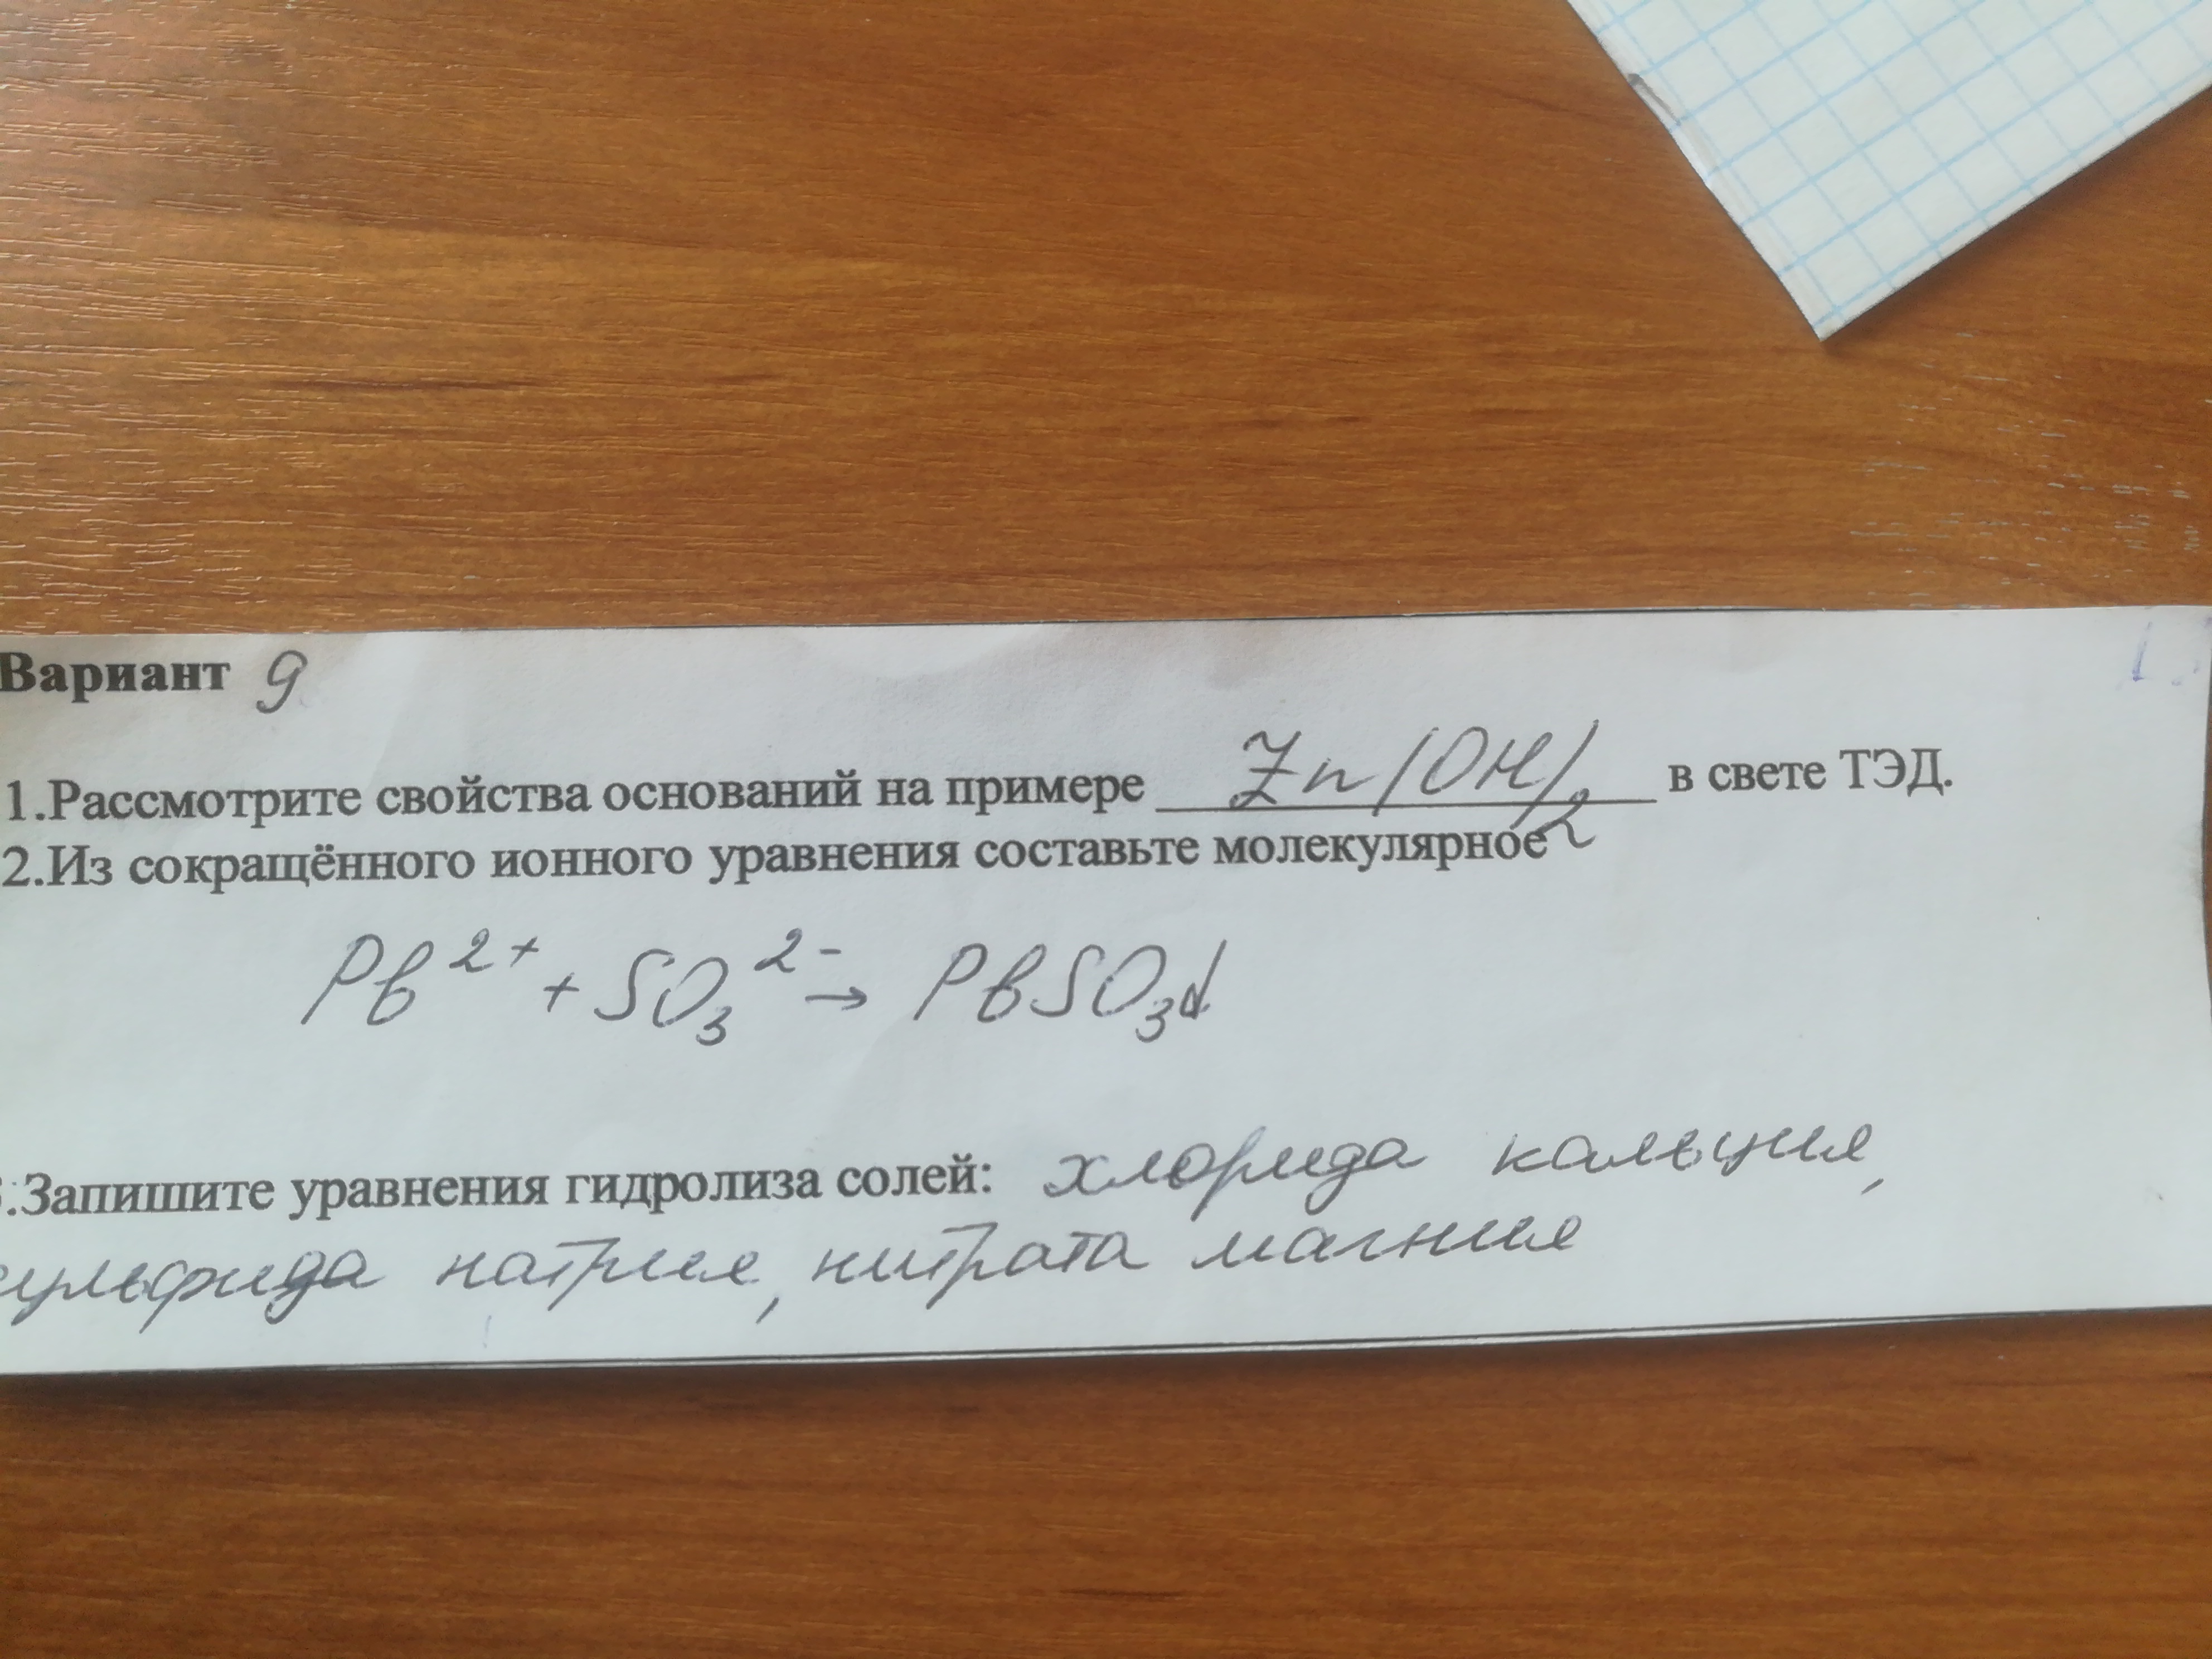 Вариант 9
1.Рассмотрите свойства оснований на примере Zn(OH)₂ в свете ТЭД.
2.Из сокращённого ионного уравнения составьте молекулярное
Pb²⁺ + SO₃²⁻ → PbSO₃↓
.Запишите уравнения гидролиза солей: хлорида кальция,
сульфида натрия, нитрата магния